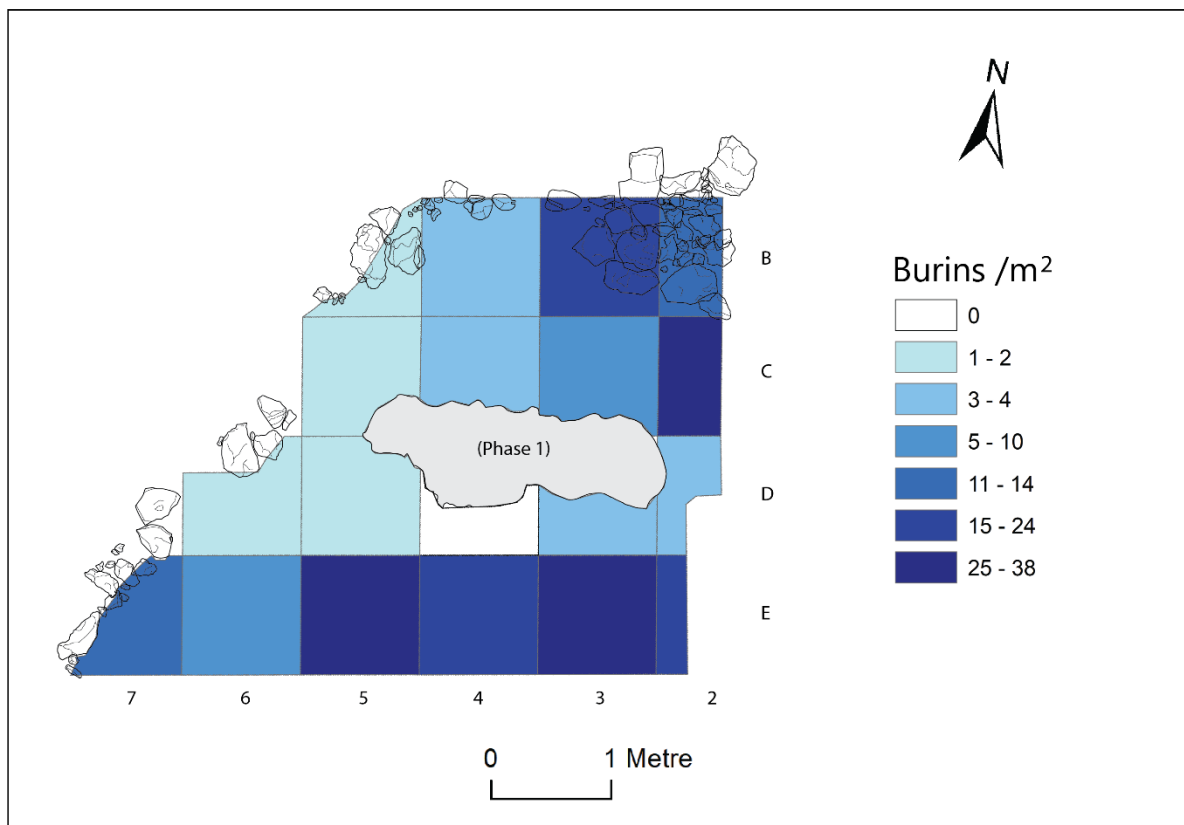 N
B
Burins /m²
0
1 - 2
C
3 - 4
5 - 10
(Phase 1)
D
11 - 14
15 - 24
25 - 38
E
7 6 5 4 3 2
0 1 Metre